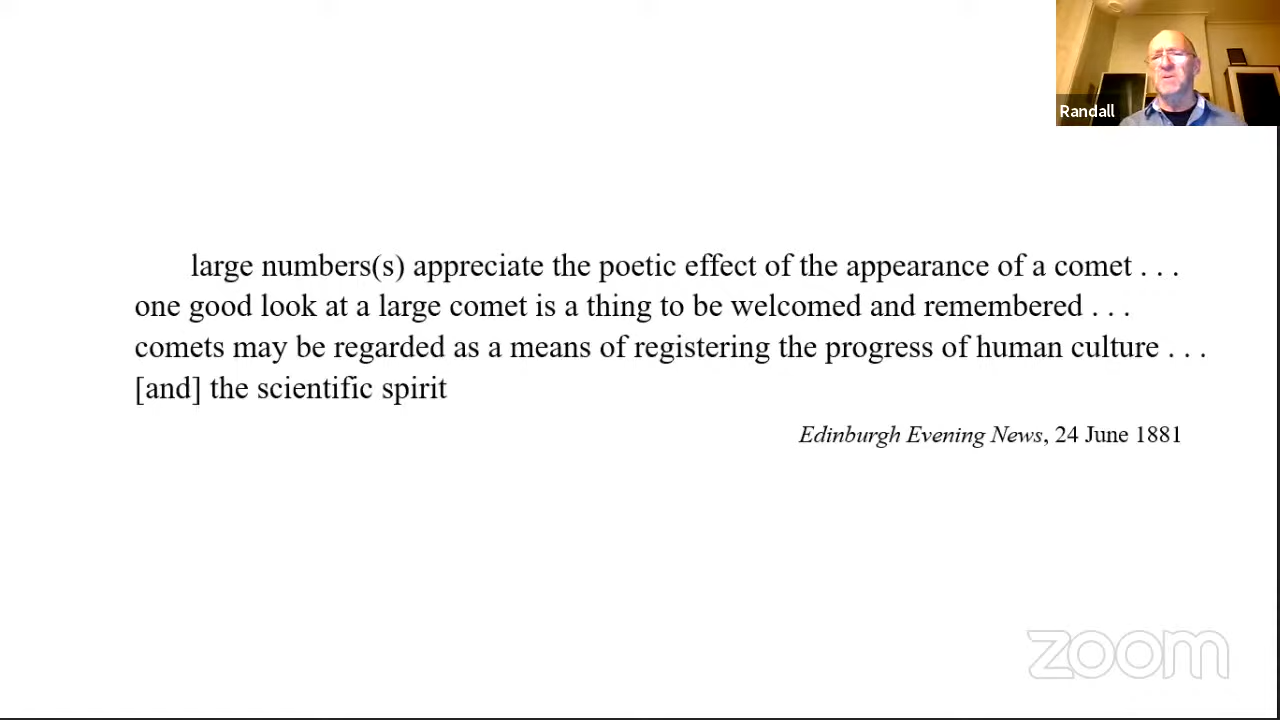 Randall
large numbers(s) appreciate the poetic effect of the appearance of a comet . . .
one good look at a large comet is a thing to be welcomed and remembered . . .
comets may be regarded as a means of registering the progress of human culture . . .
[and] the scientific spirit
Edinburgh Evening News, 24 June 1881
zoom